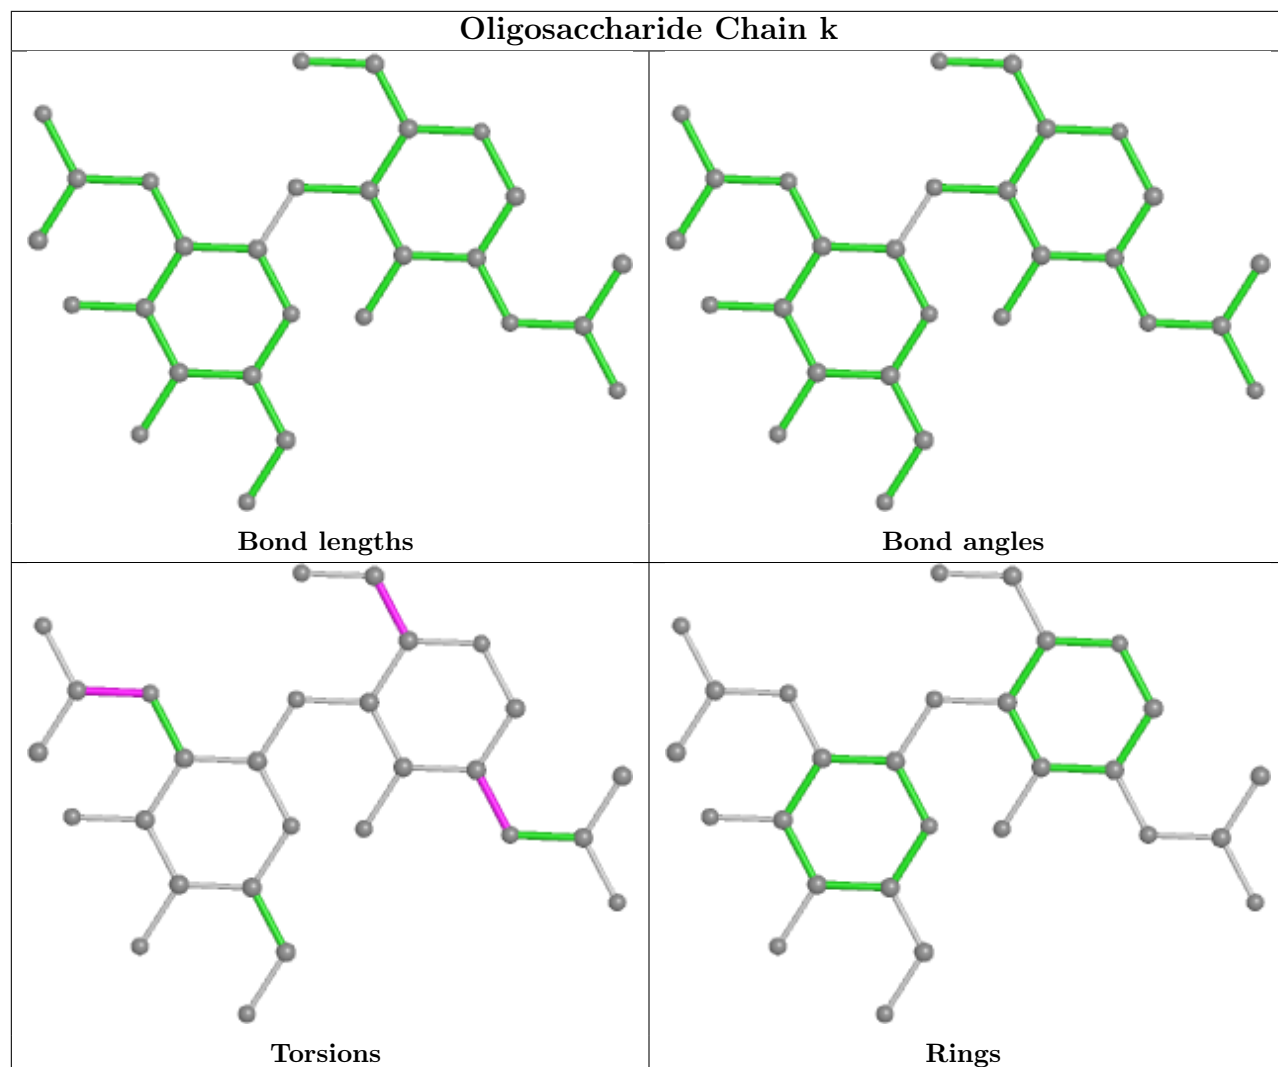 Oligosaccharide Chain k
Bond lengths
Bond angles
Torsions
Rings